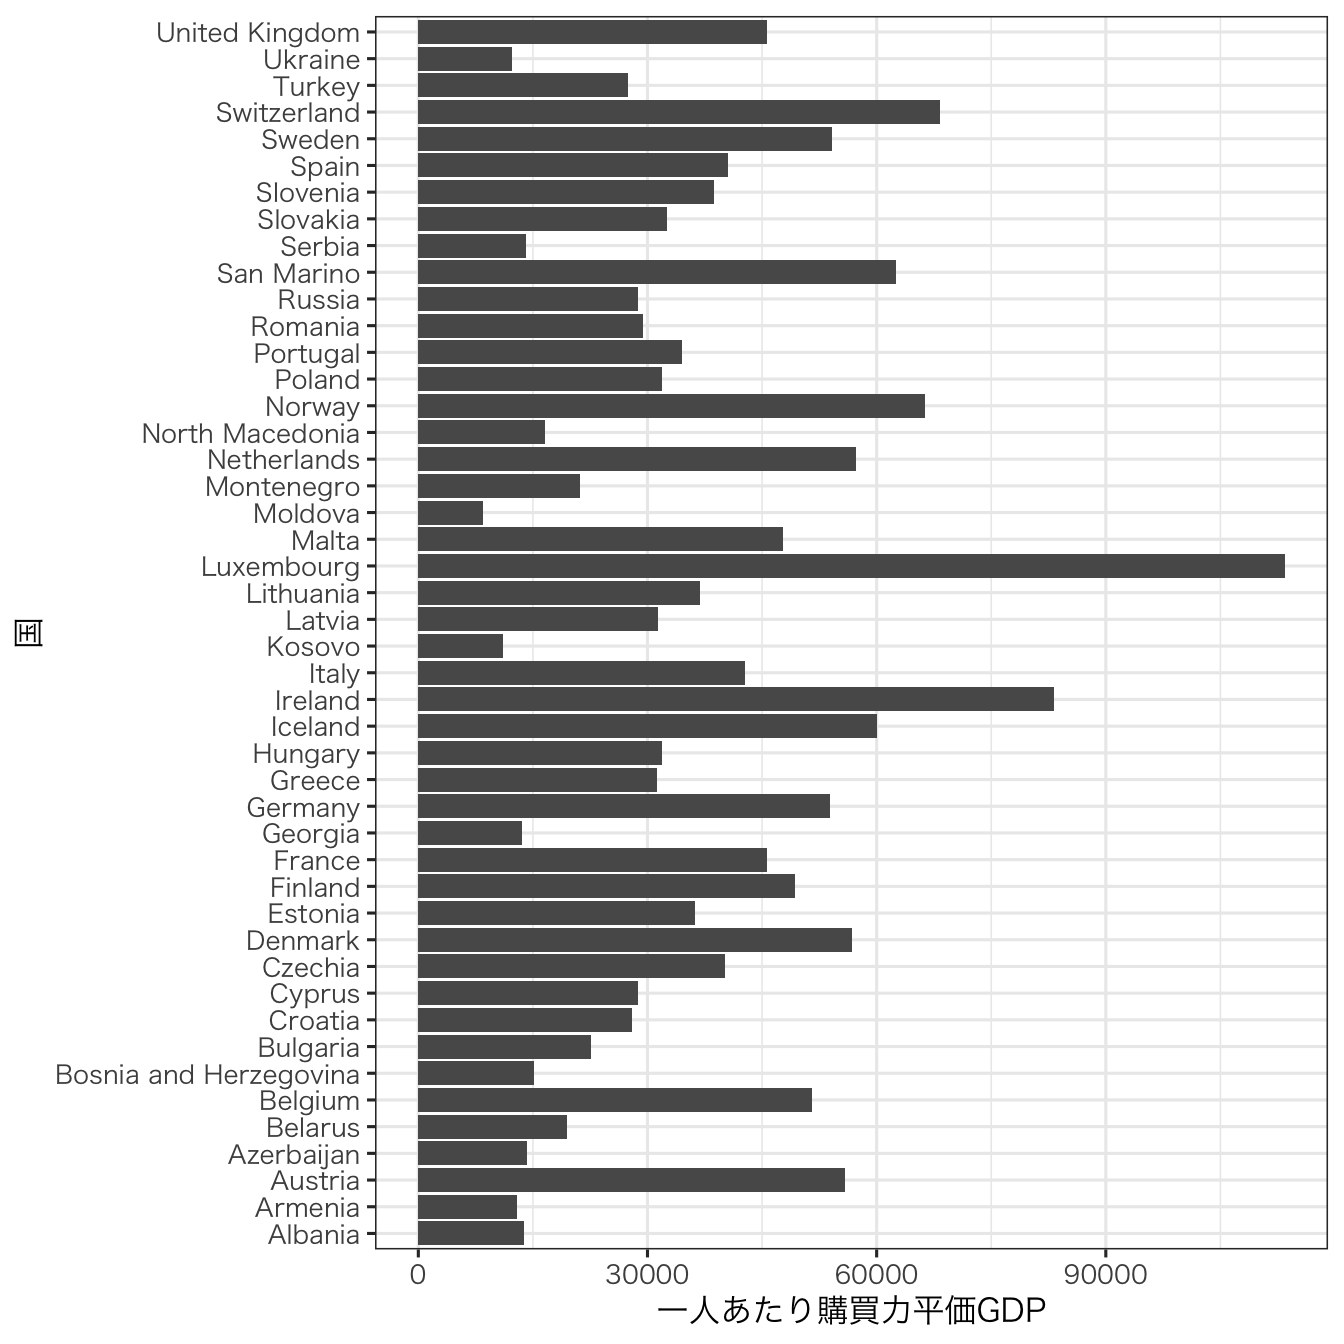 United Kingdom
Ukraine
Turkey
Switzerland
Sweden
Spain
Slovenia
Slovakia
Serbia
San Marino
Russia
Romania
Portugal
Poland
Norway
North Macedonia
Netherlands
Montenegro
Moldova
Malta
Luxembourg
Lithuania
Latvia
Kosovo
Italy
Ireland
Iceland
Hungary
Greece
Germany
Georgia
France
Finland
Estonia
Denmark
Czechia
Cyprus
Croatia
Bulgaria
Bosnia and Herzegovina
Belgium
Belarus
Azerbaijan
Austria
Armenia
Albania
国
0 30000 60000 90000
一人あたり購買力平価GDP